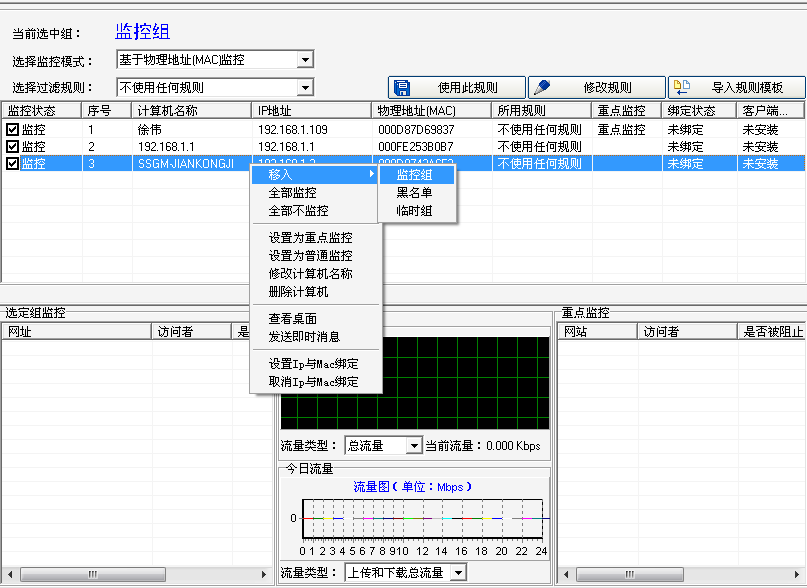 当前选中组： 监控组
选择监控模式： 基于物理地址(MAC)监控
选择过滤规则： 不使用任何规则 使用此规则 修改规则 导入规则模板
监控状态 序号 计算机名称 IP地址 物理地址(MAC) 所用规则 重点监控 绑定状态 客户端...
监控 1 徐伟 192.168.1.109 000D87D69837 不使用任何规则 重点监控 未绑定 未安装
监控 2 192.168.1.1 192.168.1.1 000FE253B0B7 不使用任何规则 未绑定 未安装
监控 3 SSGM-JIANKONGJI 不使用任何规则 未绑定 未安装
移入 监控组
全部监控 黑名单
全部不监控 临时组
设置为重点监控
设置为普通监控
修改计算机名称
删除计算机
查看桌面
发送即时消息
设置Ip与Mac绑定
取消Ip与Mac绑定
选定组监控 重点监控
网址 访问者 是 网站 访问者 是否被阻止
流量类型： 总流量 当前流量：0.000 Kbps
今日流量
流量图（单位：Mbps）
0
0 1 2 3 4 5 6 7 8 9 10 12 14 16 18 20 22 24
流量类型： 上传和下载总流量